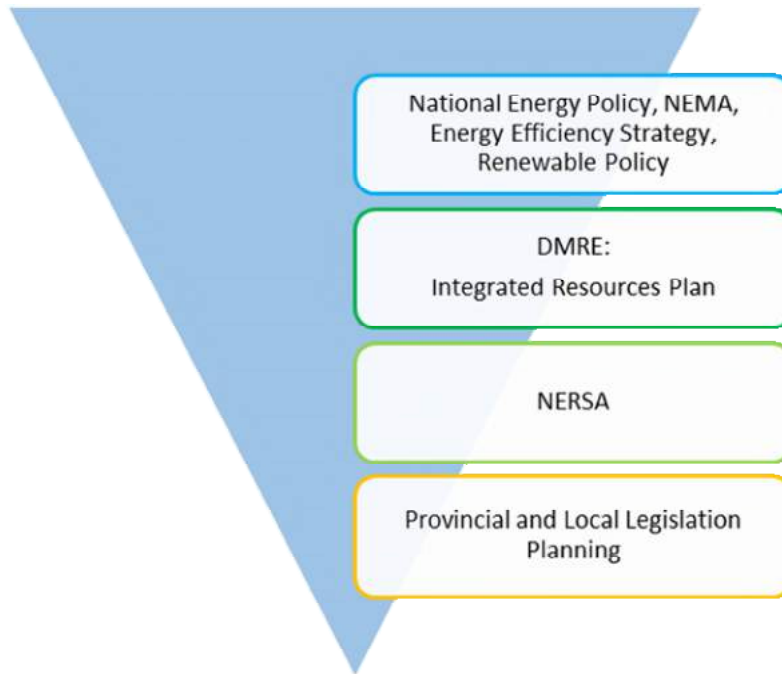 National Energy Policy, NEMA,
Energy Efficiency Strategy,
Renewable Policy
DMRE:
Integrated Resources Plan
NERSA
Provincial and Local Legislation
Planning